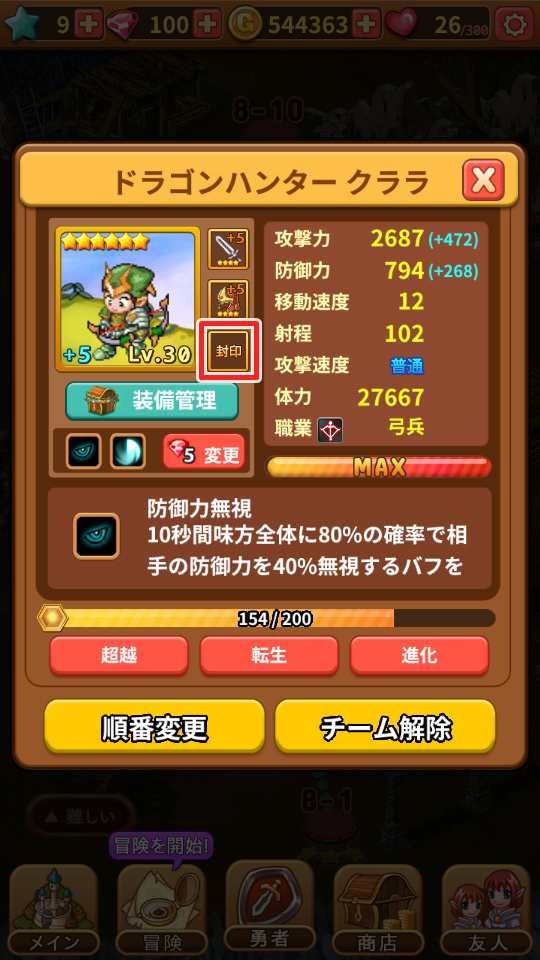 9
100
G 544363
26/300
8-10
ドラゴンハンター クララ
+5
+5
封印
+5 Lv.30
装備管理
5 変更
攻撃力 2687 (+472)
防御力 794 (+268)
移動速度 12
射程 102
攻撃速度 普通
体力 27667
職業 弓兵
MAX
防御力無視
10秒間味方全体に80%の確率で相
手の防御力を40%無視するバフを
154 / 200
超越
転生
進化
順番変更
チーム解除
8-1
▲ 難しい
冒険を開始!
メイン
冒険
勇者
商店
友人